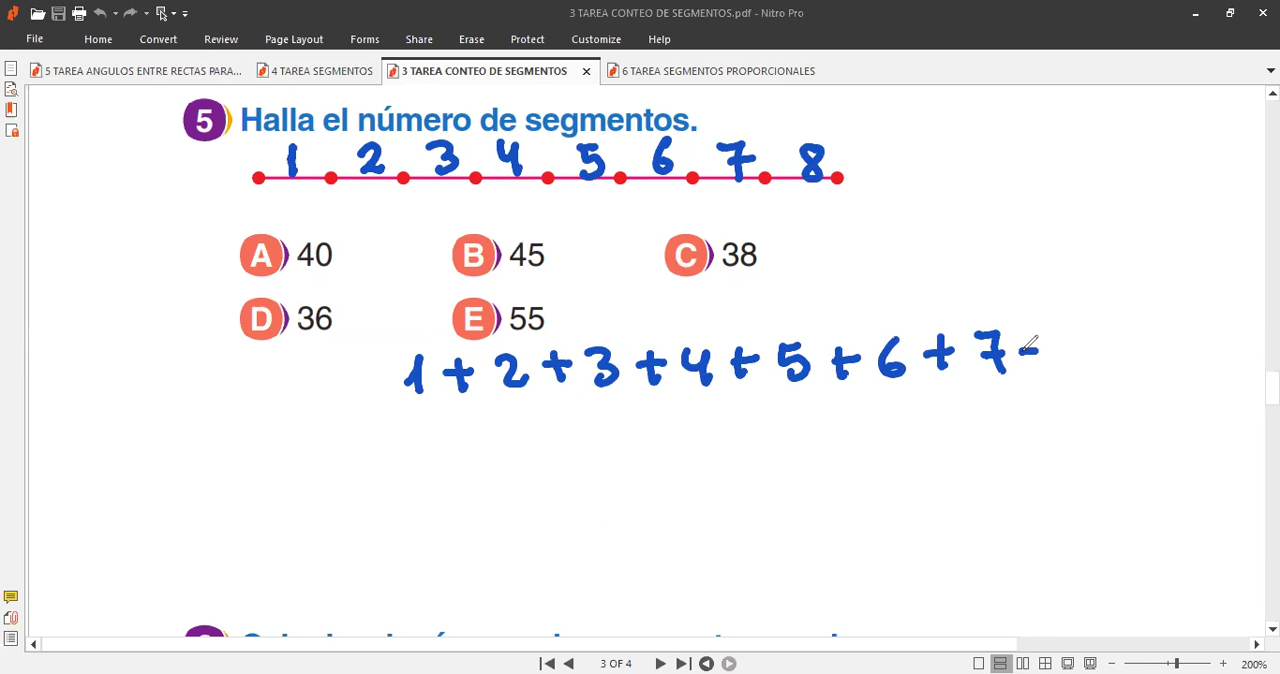 3 TAREA CONTEO DE SEGMENTOS.pdf - Nitro Pro
File Home Convert Review Page Layout Forms Share Erase Protect Customize Help
5 TAREA ANGULOS ENTRE RECTAS PARA... 4 TAREA SEGMENTOS 3 TAREA CONTEO DE SEGMENTOS 6 TAREA SEGMENTOS PROPORCIONALES
5 Halla el número de segmentos.
1 2 3 4 5 6 7 8
A 40 B 45 C 38
D 36 E 55
1 + 2 + 3 + 4 + 5 + 6 + 7 -
3 OF 4 200%